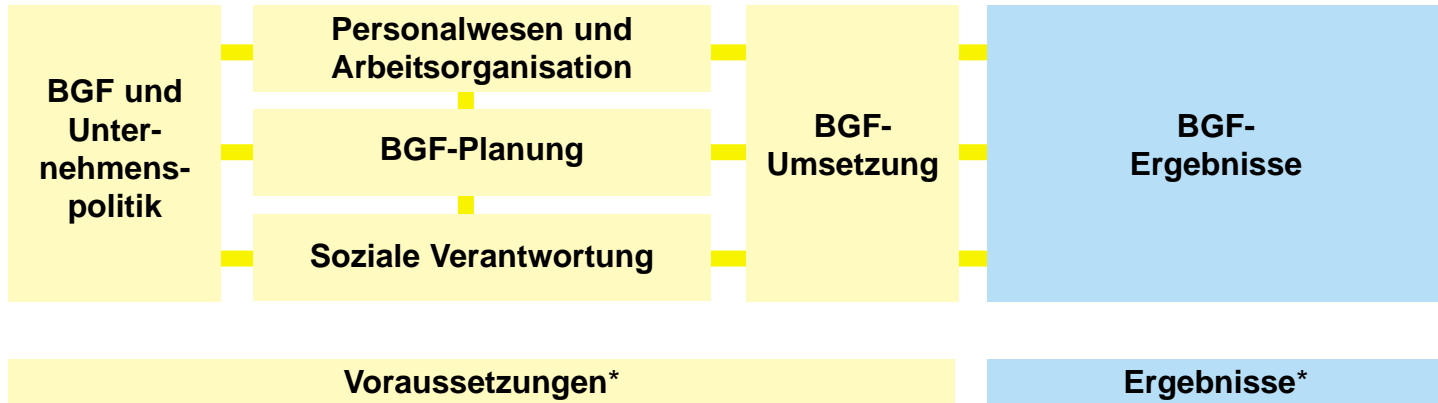 BGF und
Unter-
nehmens-
politik
Personalwesen und
Arbeitsorganisation
BGF-Planung
Soziale Verantwortung
BGF-
Umsetzung
BGF-
Ergebnisse
Voraussetzungen*
Ergebnisse*